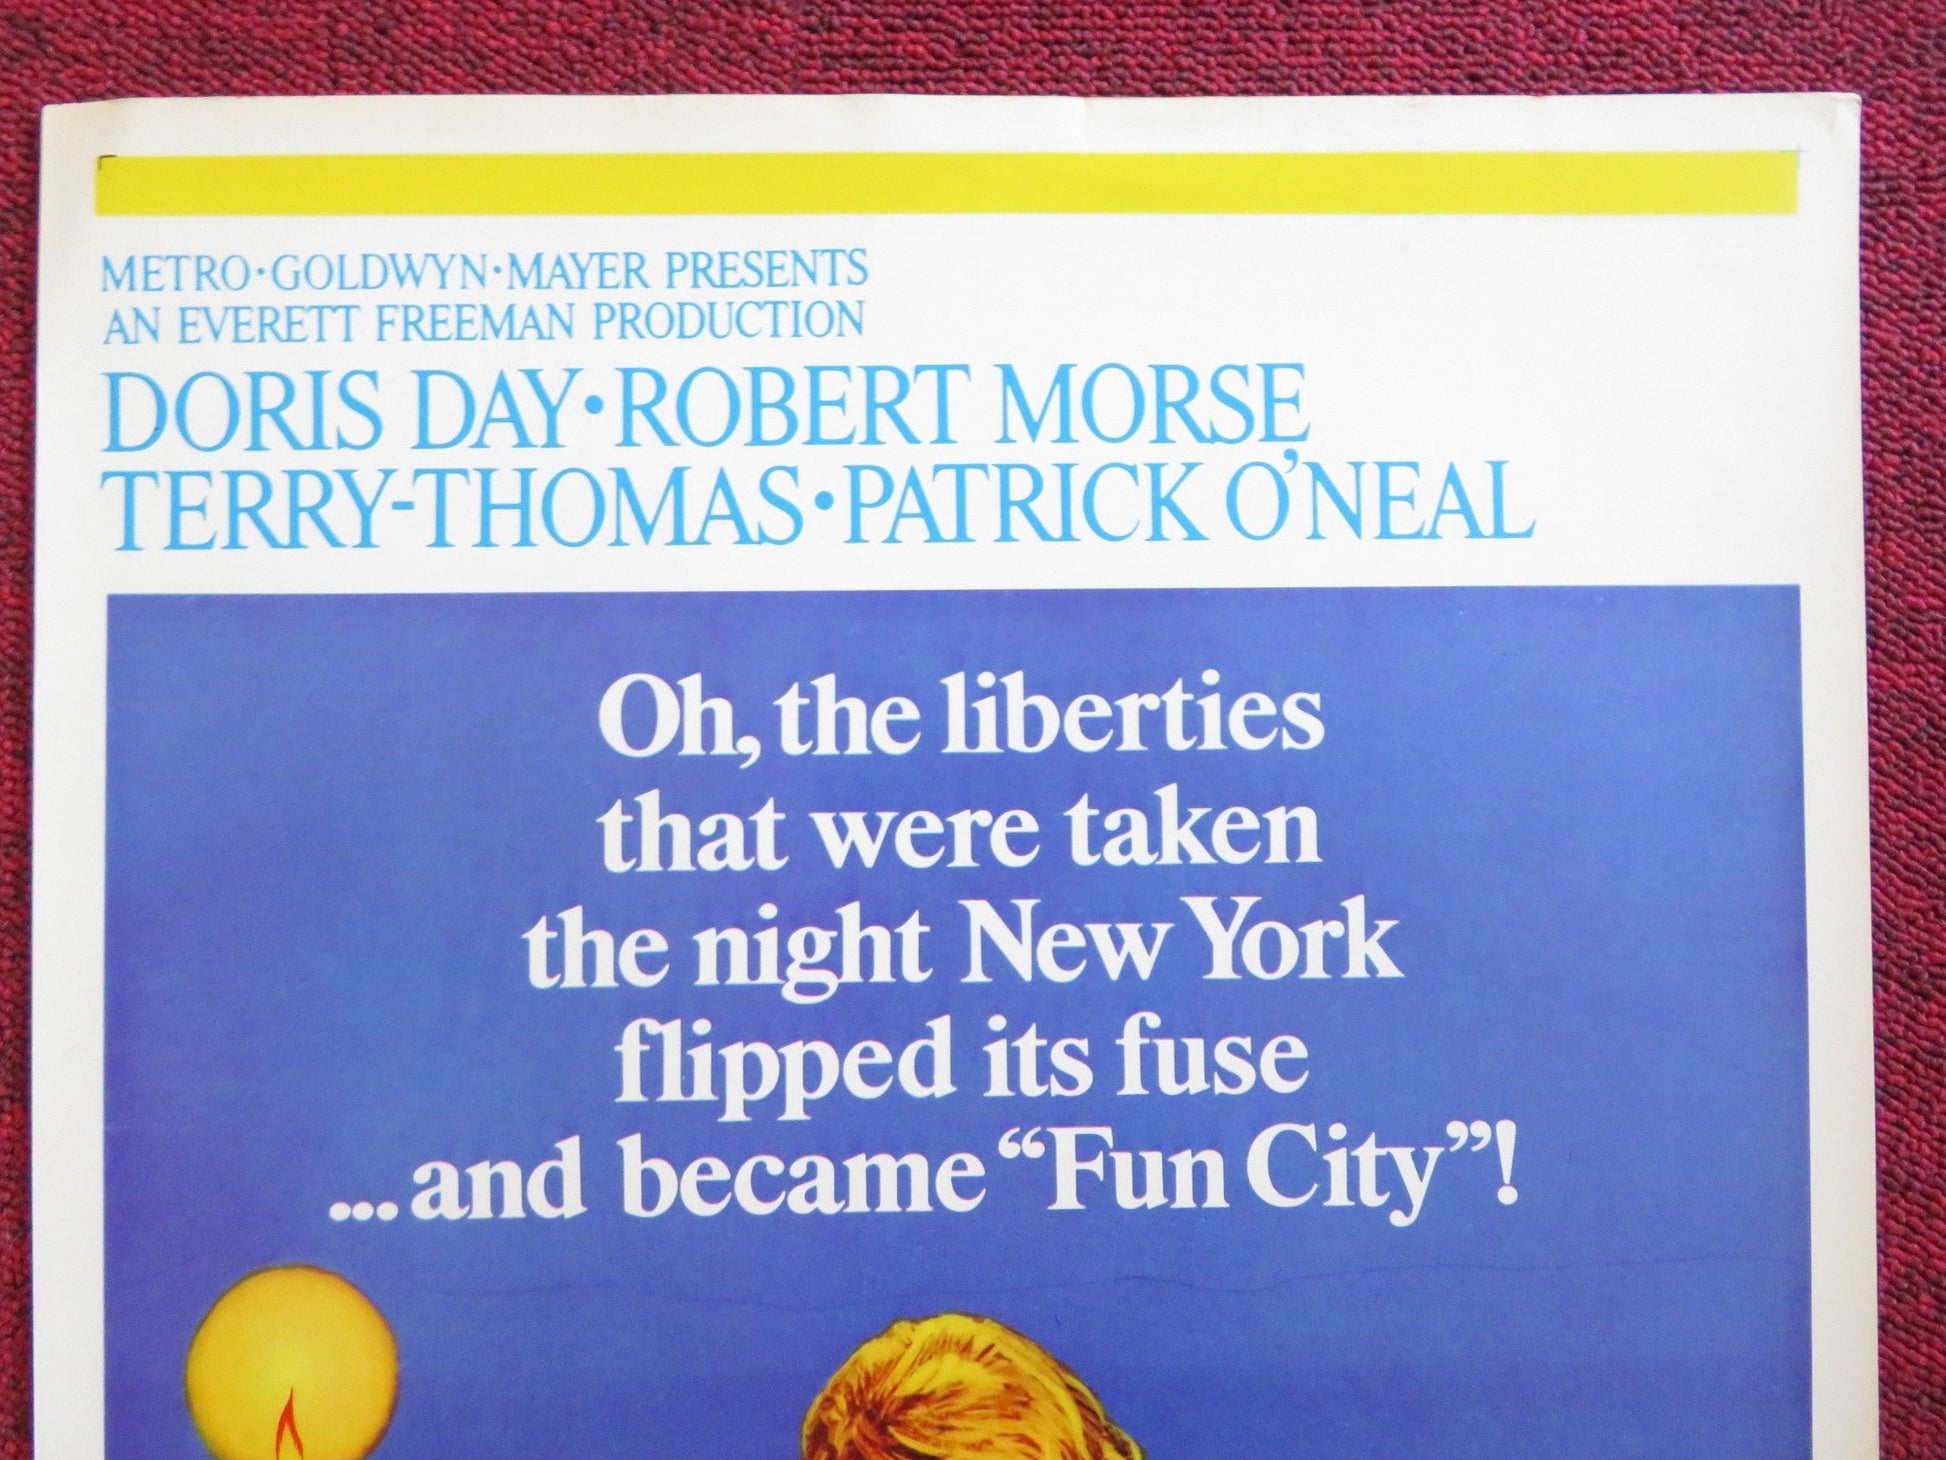 METRO·GOLDWYN·MAYER PRESENTS
AN EVERETT FREEMAN PRODUCTION
DORIS DAY·ROBERT MORSE,
TERRY-THOMAS·PATRICK O'NEAL
Oh, the liberties
that were taken
the night New York
flipped its fuse
...and became “Fun City”!